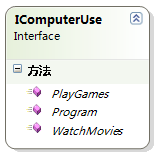 IComputerUse
Interface
方法
PlayGames
Program
WatchMovies